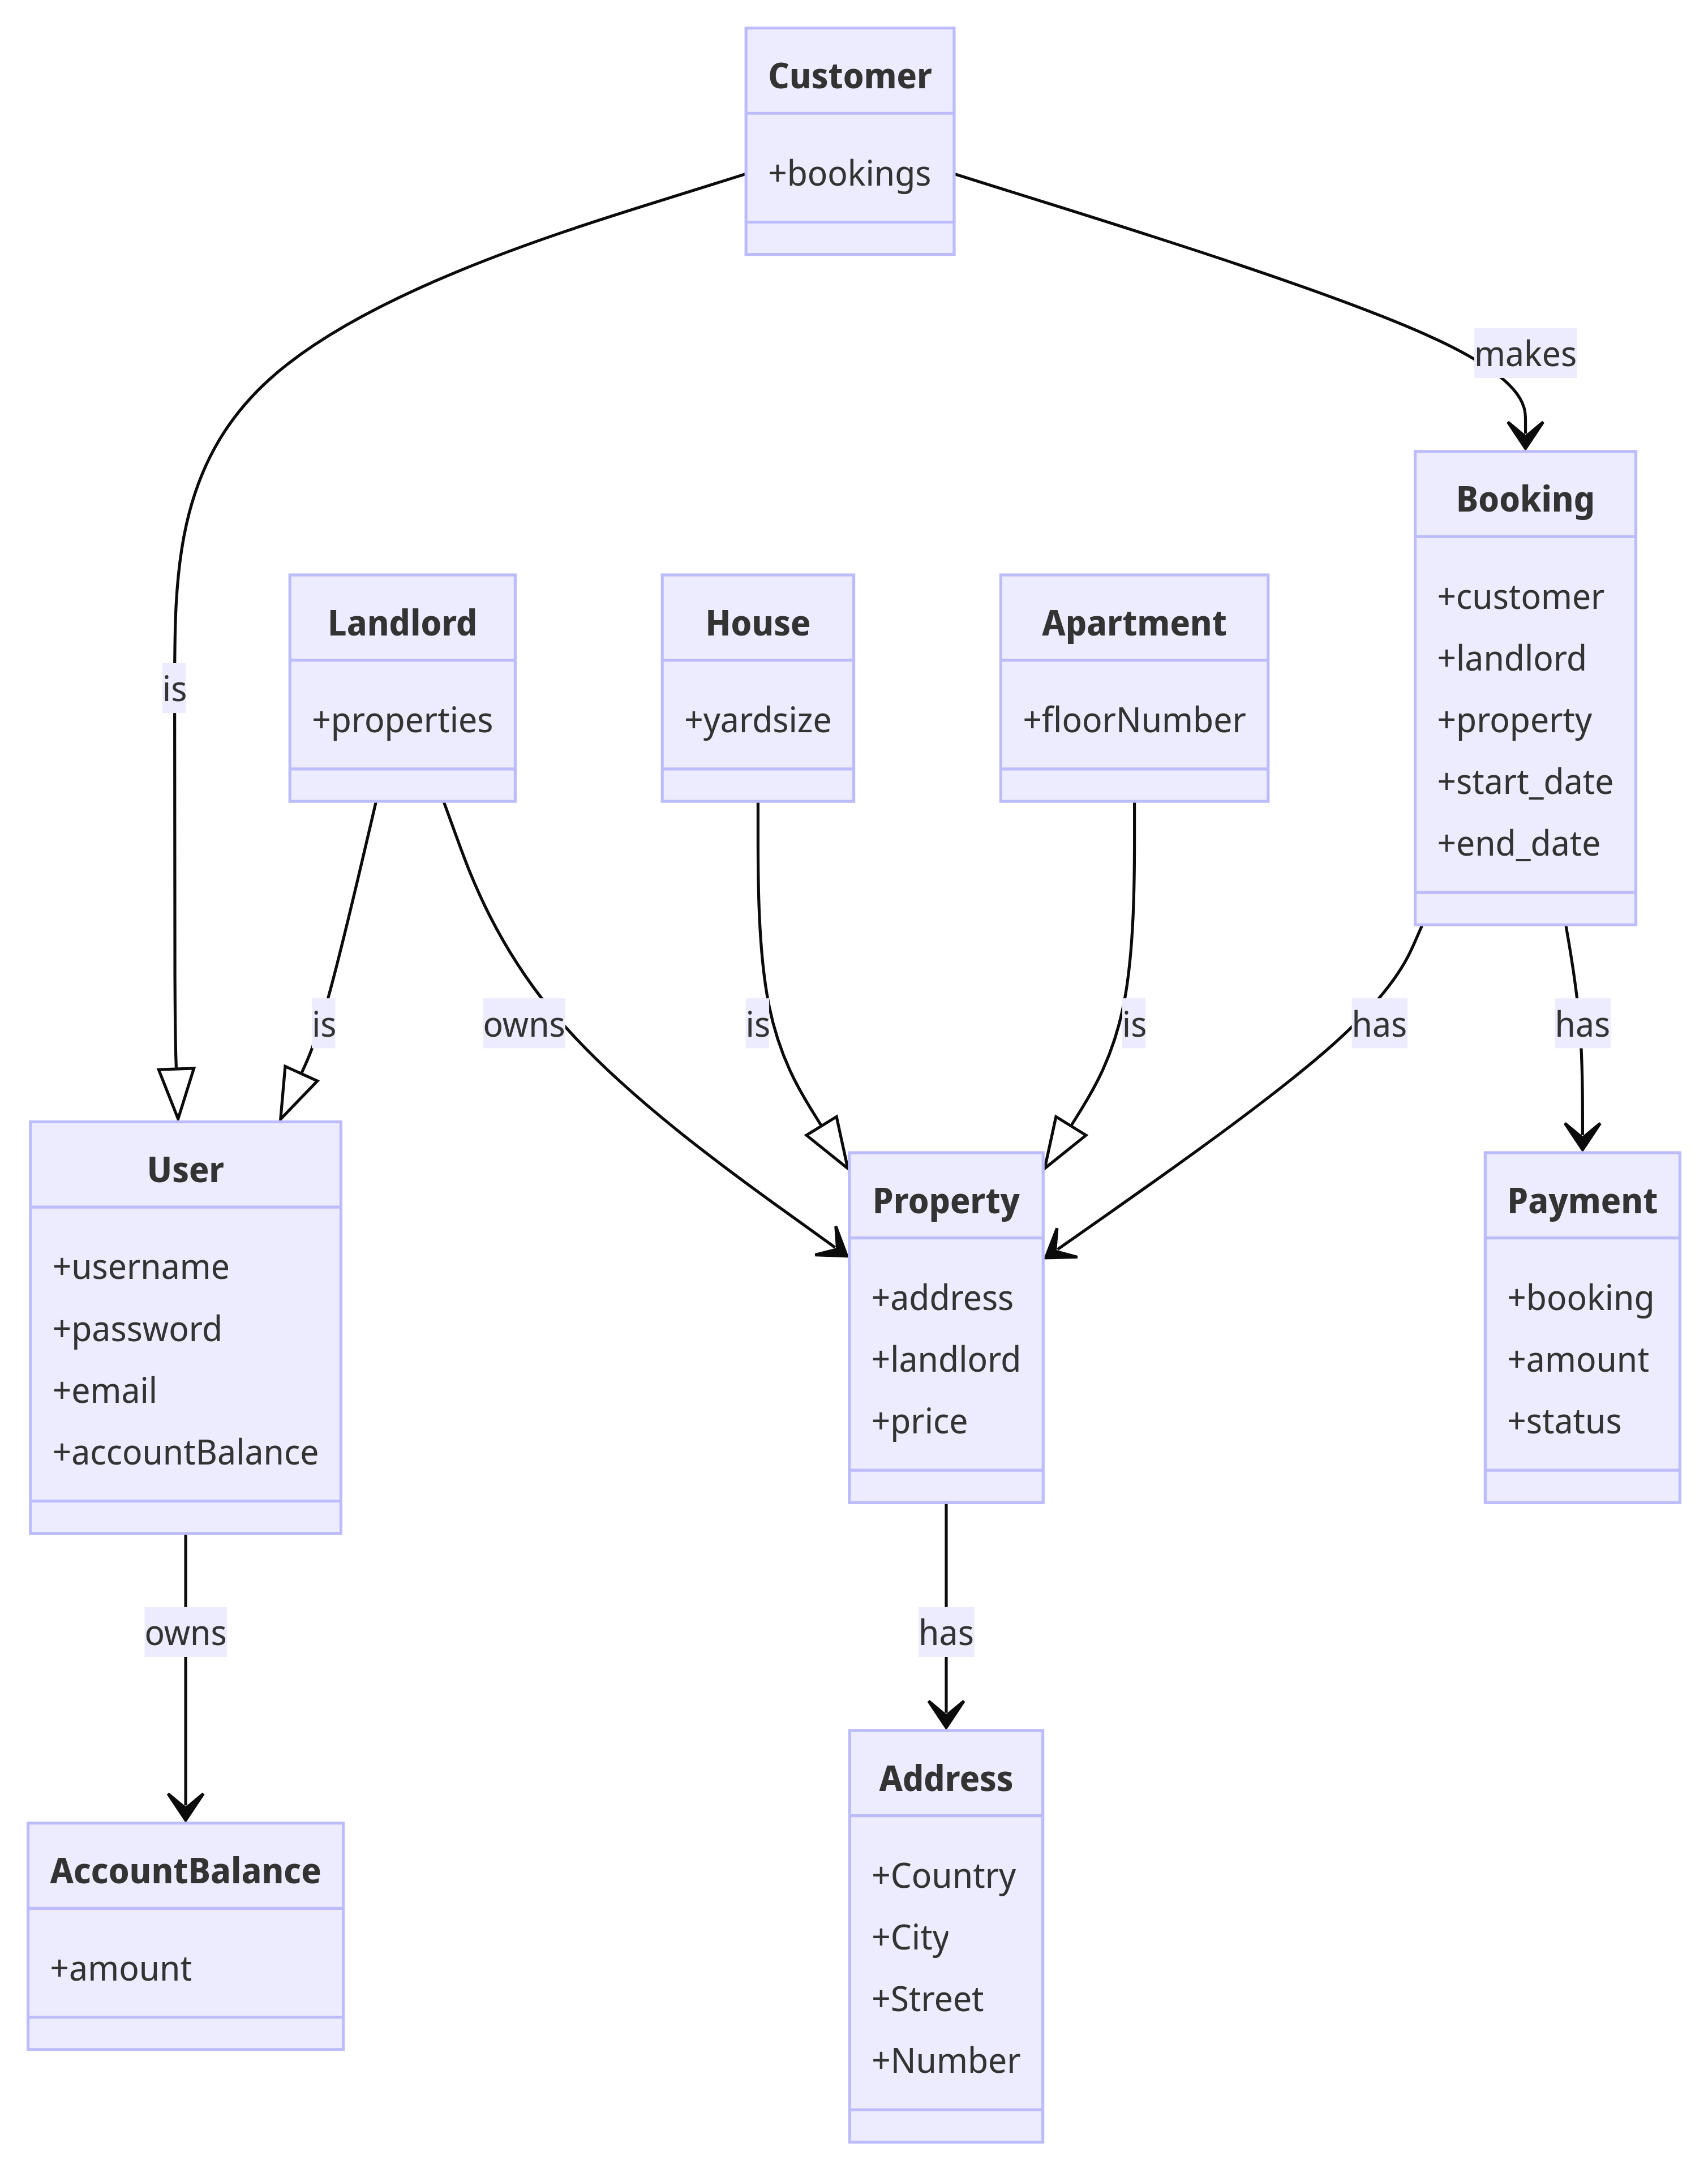 Customer
+bookings
makes
Booking
+customer
+landlord
+property
+start_date
+end_date
is
Landlord
+properties
House
+yardsize
Apartment
+floorNumber
is
owns
is
is
has
has
User
+username
+password
+email
+accountBalance
Property
+address
+landlord
+price
Payment
+booking
+amount
+status
owns
has
AccountBalance
+amount
Address
+Country
+City
+Street
+Number